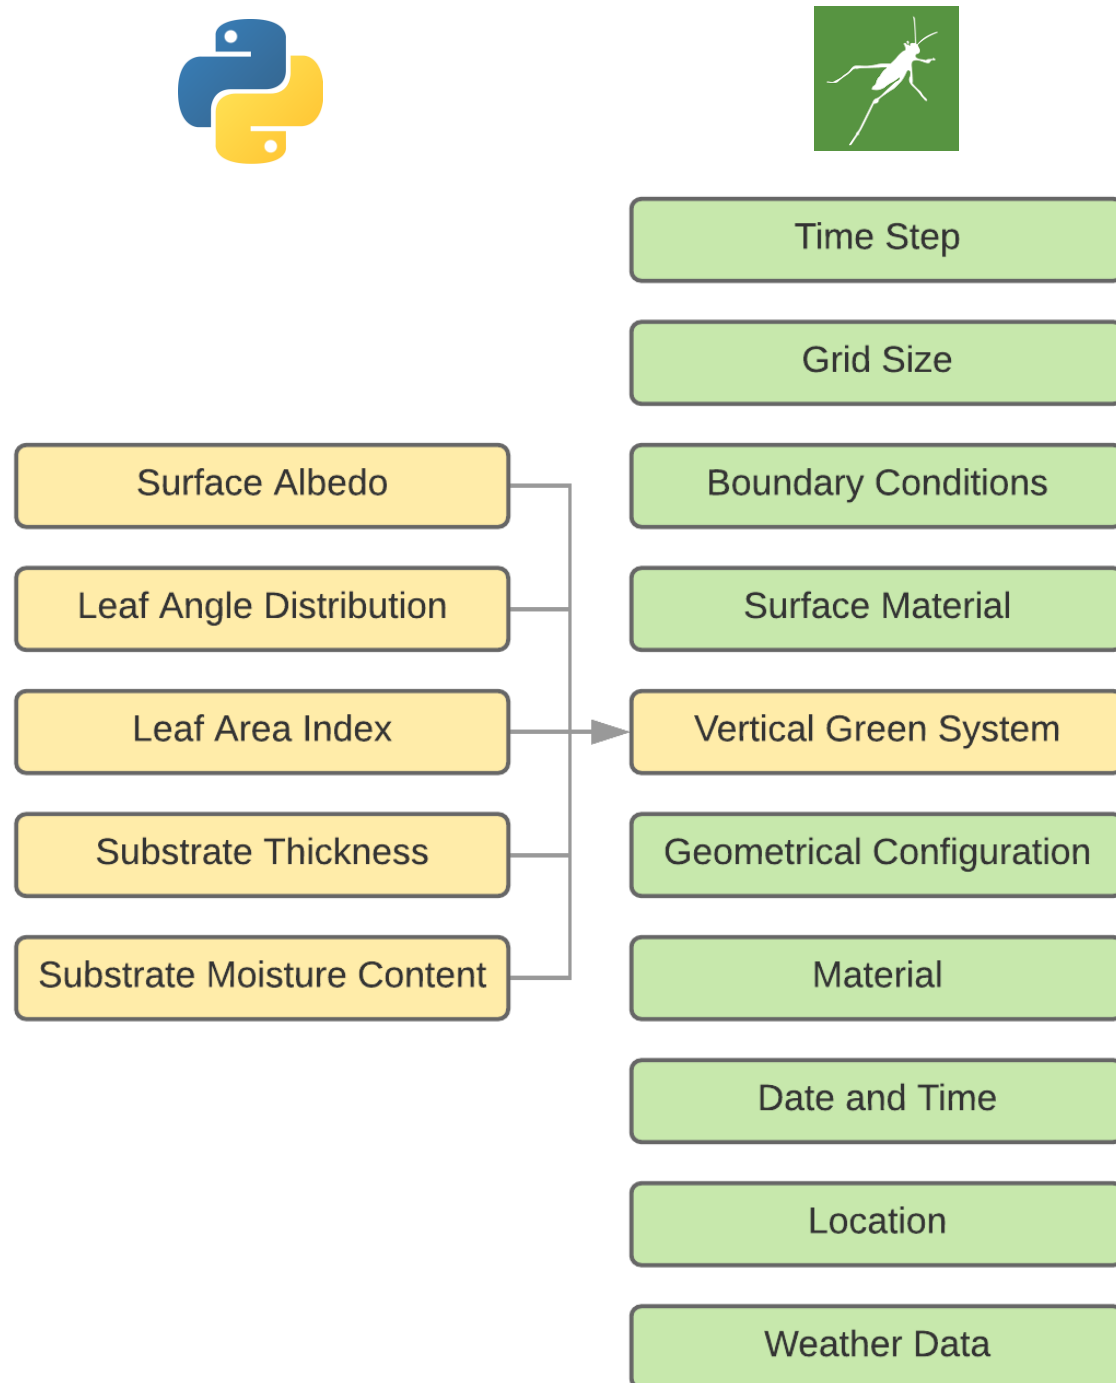 Time Step
Grid Size
Surface Albedo
Boundary Conditions
Leaf Angle Distribution
Surface Material
Leaf Area Index
Vertical Green System
Substrate Thickness
Geometrical Configuration
Substrate Moisture Content
Material
Date and Time
Location
Weather Data